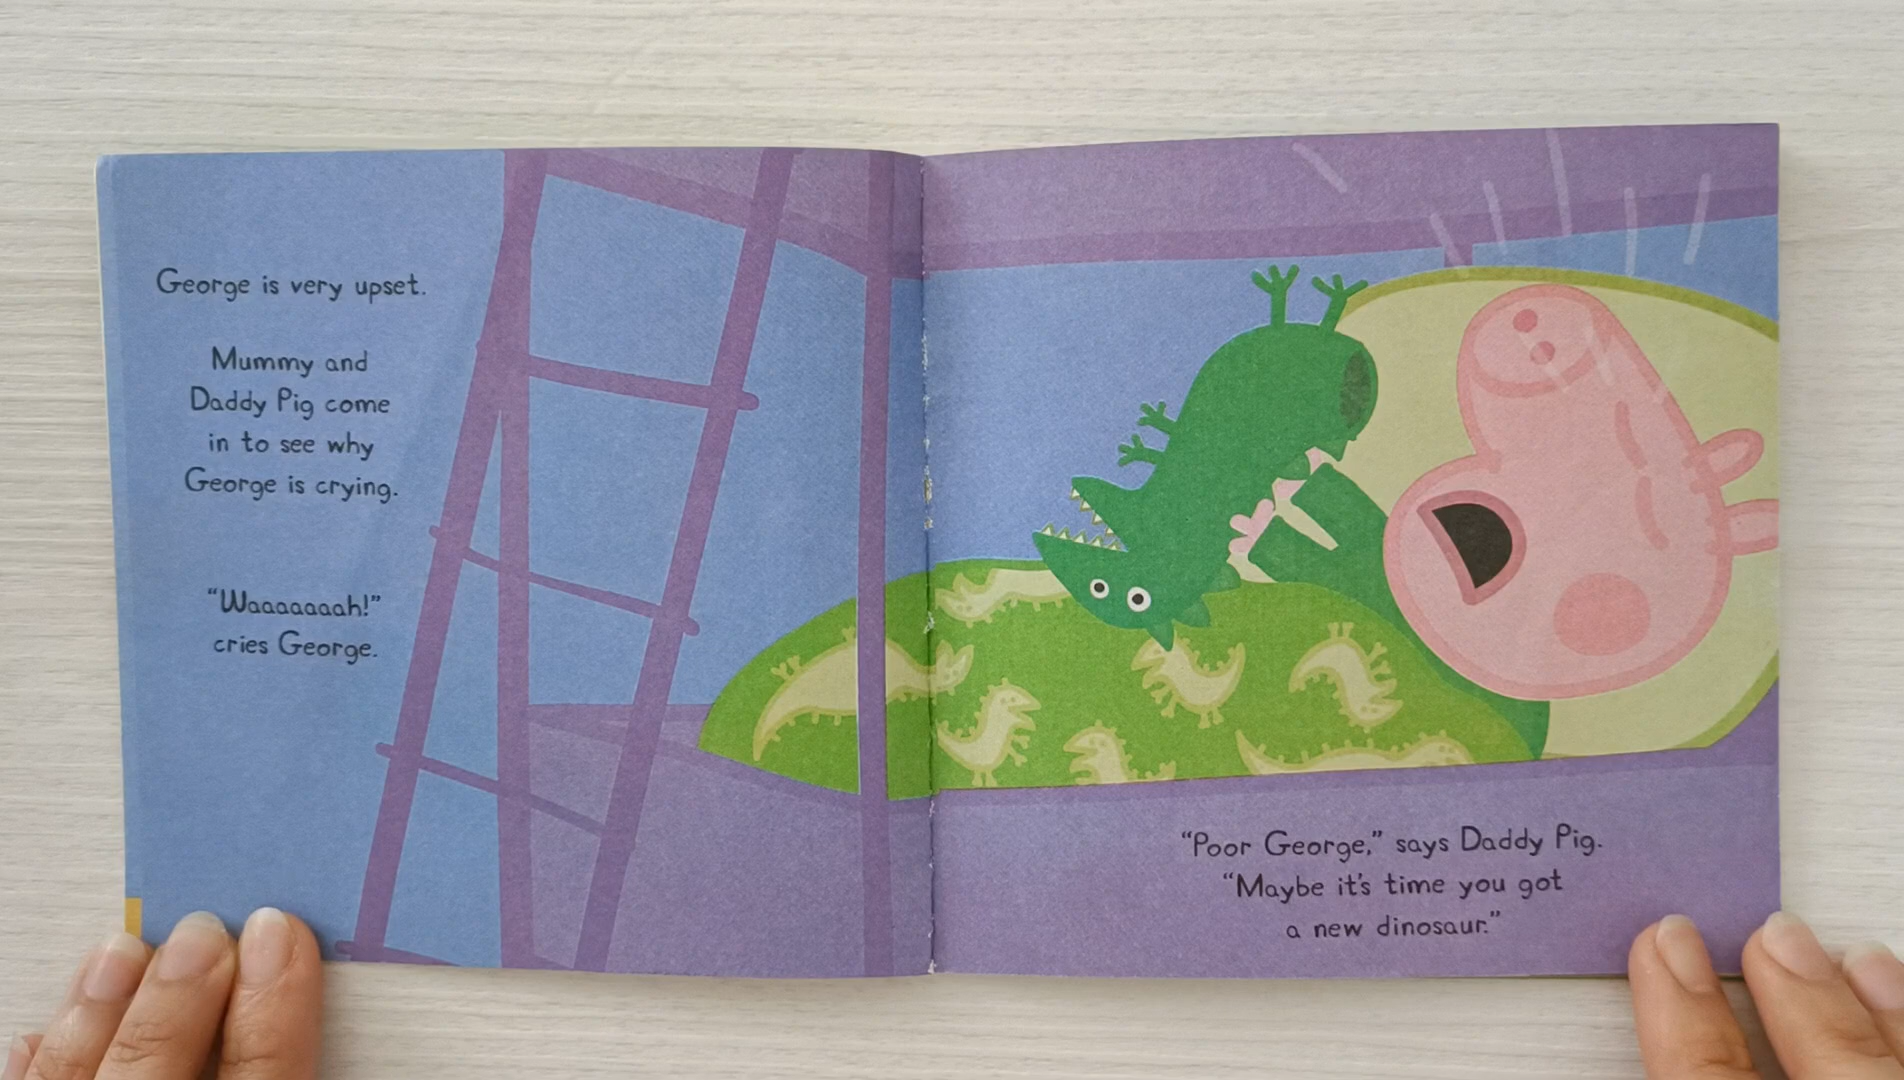 George is very upset.
Mummy and
Daddy Pig come
in to see why
George is crying.
“Waaaaaaah!”
cries George.
“Poor George,” says Daddy Pig.
“Maybe it’s time you got
a new dinosaur.”